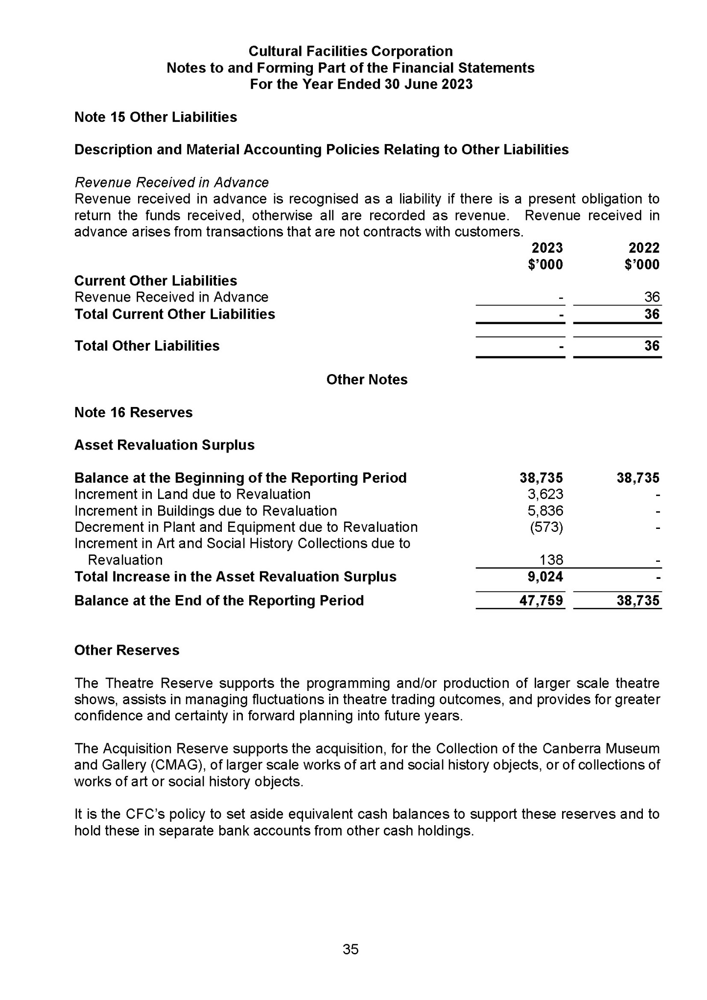 Cultural Facilities Corporation
Notes to and Forming Part of the Financial Statements
For the Year Ended 30 June 2023
Note 15 Other Liabilities
Description and Material Accounting Policies Relating to Other Liabilities
Revenue Received in Advance
Revenue received in advance is recognised as a liability if there is a present obligation to
return the funds received, otherwise all are recorded as revenue. Revenue received in
advance arises from transactions that are not contracts with customers.
2023 2022
$’000 $’000
Current Other Liabilities
Revenue Received in Advance - 36
Total Current Other Liabilities - 36
Total Other Liabilities - 36
Other Notes
Note 16 Reserves
Asset Revaluation Surplus
Balance at the Beginning of the Reporting Period 38,735 38,735
Increment in Land due to Revaluation 3,623 -
Increment in Buildings due to Revaluation 5,836 -
Decrement in Plant and Equipment due to Revaluation (573) -
Increment in Art and Social History Collections due to
Revaluation 138 -
Total Increase in the Asset Revaluation Surplus 9,024 -
Balance at the End of the Reporting Period 47,759 38,735
Other Reserves
The Theatre Reserve supports the programming and/or production of larger scale theatre
shows, assists in managing fluctuations in theatre trading outcomes, and provides for greater
confidence and certainty in forward planning into future years.
The Acquisition Reserve supports the acquisition, for the Collection of the Canberra Museum
and Gallery (CMAG), of larger scale works of art and social history objects, or of collections of
works of art or social history objects.
It is the CFC’s policy to set aside equivalent cash balances to support these reserves and to
hold these in separate bank accounts from other cash holdings.
35